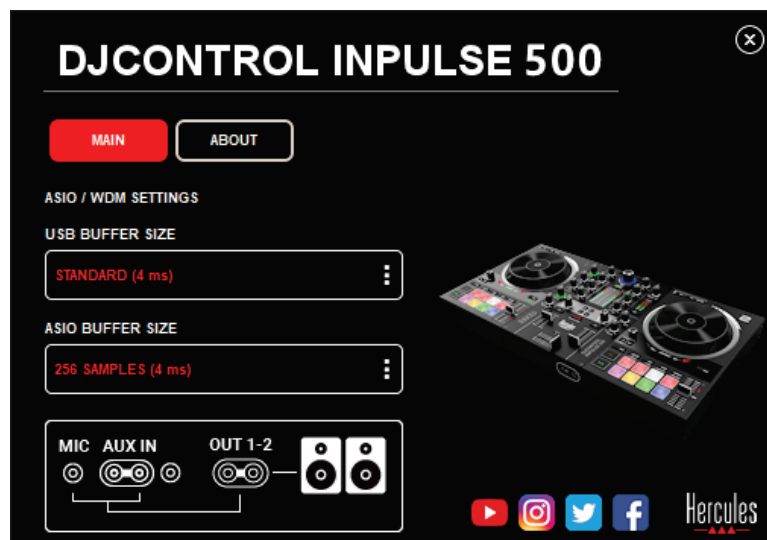 DJCONTROL INPULSE 500
MAIN
ABOUT
ASIO / WDM SETTINGS
USB BUFFER SIZE
STANDARD (4 ms)
ASIO BUFFER SIZE
256 SAMPLES (4 ms)
MIC AUX IN OUT 1-2
Hercules